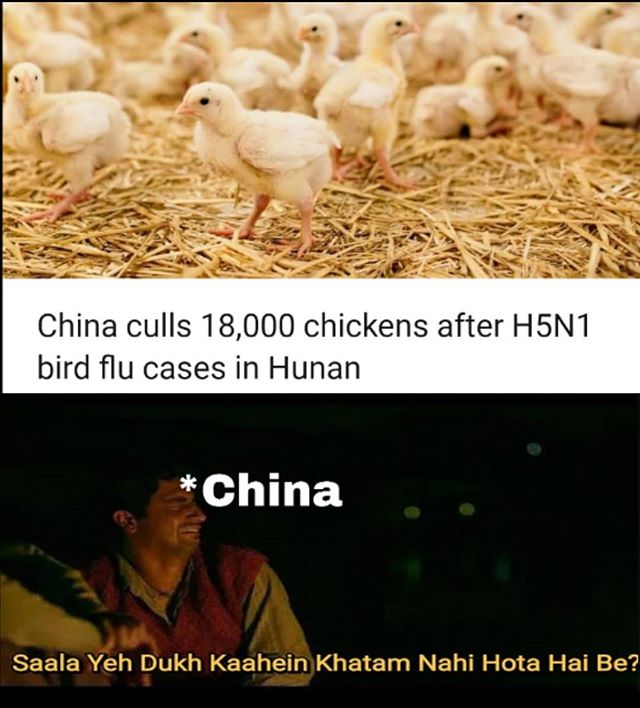 China culls 18,000 chickens after H5N1
bird flu cases in Hunan
*China
Saala Yeh Dukh Kaahein Khatam Nahi Hota Hai Be?